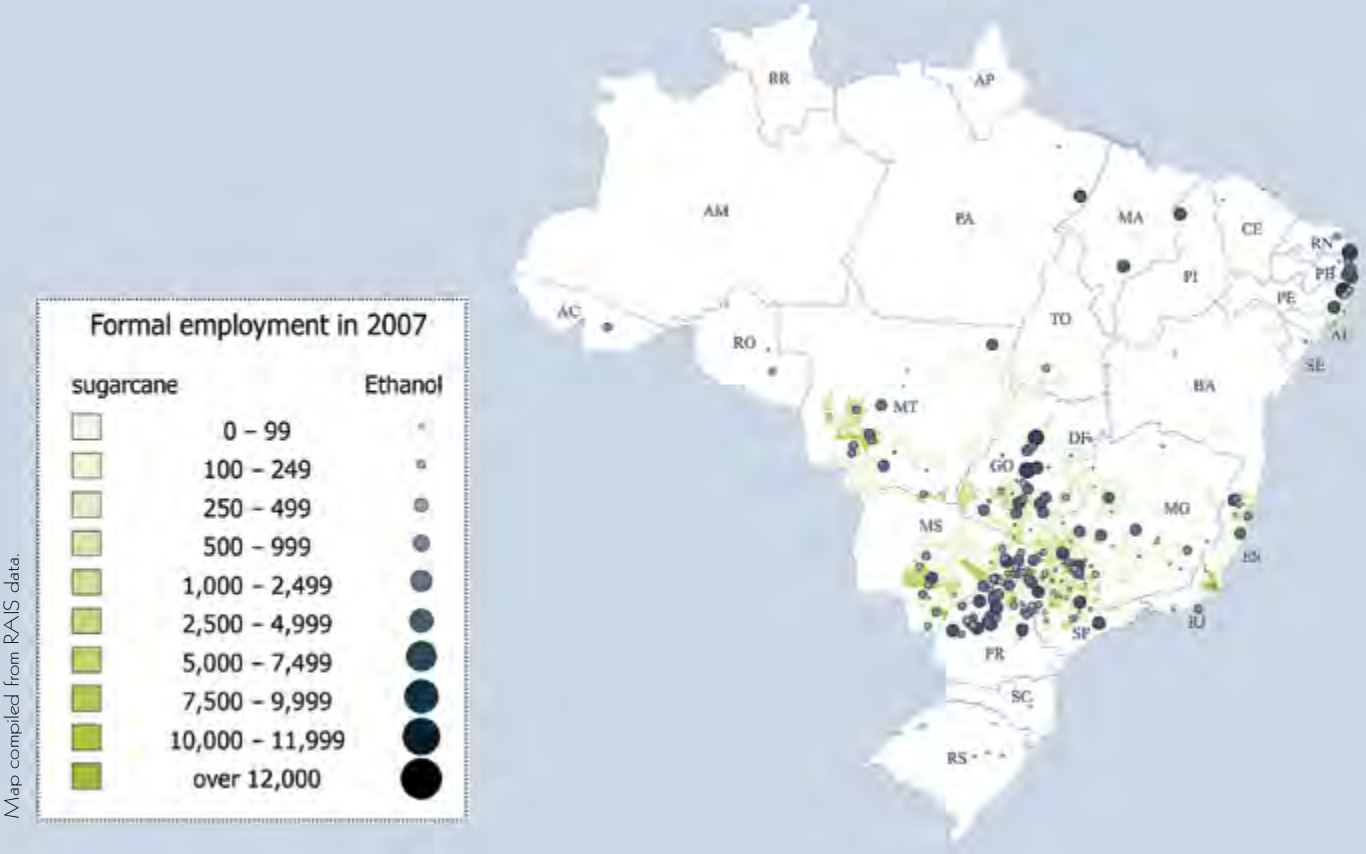 Formal employment in 2007
sugarcane Ethanol
0 – 99
100 – 249
250 – 499
500 – 999
1,000 – 2,499
2,500 – 4,999
5,000 – 7,499
7,500 – 9,999
10,000 – 11,999
over 12,000
Map compiled from RAIS data.
RR
AP
AM
PA
MA
CE
RN
PB
PI
PE
AC
TO
AL
RO
SE
BA
MT
DF
GO
MG
MS
RJ
SP
PR
SC
RS